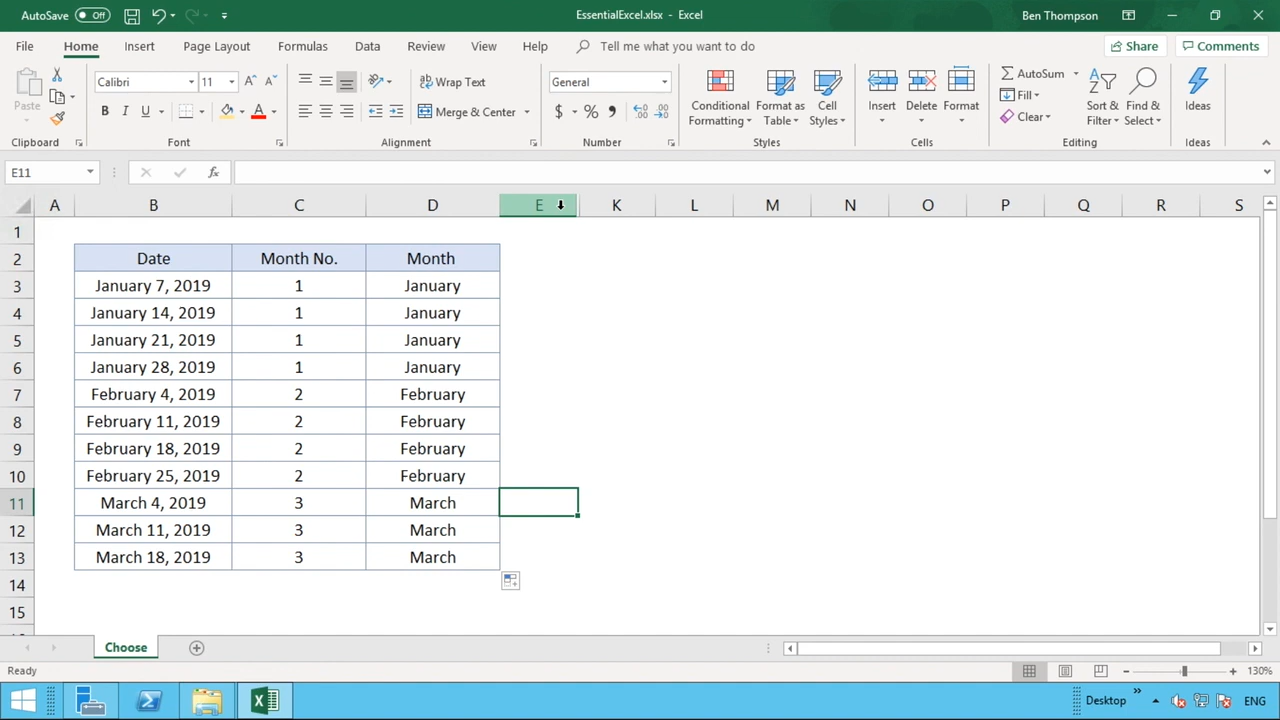 AutoSave Off EssentialExcel.xlsx - Excel Ben Thompson
File Home Insert Page Layout Formulas Data Review View Help Tell me what you want to do Share Comments
Paste Calibri 11 A A Wrap Text General Conditional Formatting Format as Table Cell Styles Insert Delete Format AutoSum Sort & Filter Find & Select Ideas
B I U A Merge & Center $ % Fill
Clear
Clipboard Font Alignment Number Styles Cells Editing Ideas
E11 fx
A B C D E K L M N O P Q R S
1
2 Date Month No. Month
3 January 7, 2019 1 January
4 January 14, 2019 1 January
5 January 21, 2019 1 January
6 January 28, 2019 1 January
7 February 4, 2019 2 February
8 February 11, 2019 2 February
9 February 18, 2019 2 February
10 February 25, 2019 2 February
11 March 4, 2019 3 March
12 March 11, 2019 3 March
13 March 18, 2019 3 March
14
15
Choose
Ready 130%
Desktop ENG